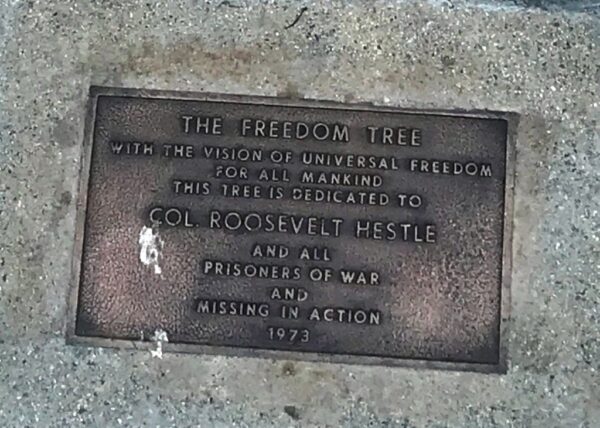 THE FREEDOM TREE
WITH THE VISION OF UNIVERSAL FREEDOM
FOR ALL MANKIND
THIS TREE IS DEDICATED TO
COL. ROOSEVELT HESTLE
AND ALL
PRISONERS OF WAR
AND
MISSING IN ACTION
1973